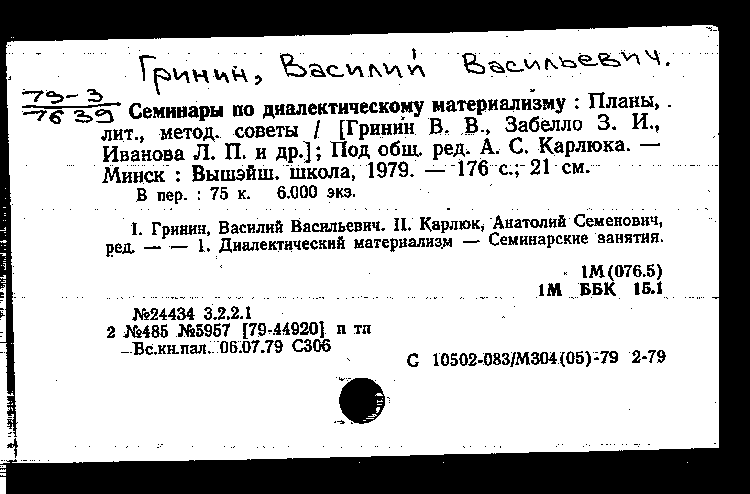 Гринин, Василий Васильевич.
79-3
7639
Семинары по диалектическому материализму : Планы,
лит., метод. советы / [Гринин В. В., Забелло З. И.,
Иванова Л. П. и др.]; Под общ. ред. А. С. Карлюка. —
Минск : Вышэйш. школа, 1979. — 176 с.; 21 см.
В пер. : 75 к. 6.000 экз.
I. Гринин, Василий Васильевич. II. Карлюк, Анатолий Семенович,
ред. — — 1. Диалектический материализм — Семинарские занятия.
1М(076.5)
1М ББК 15.1
№24434 3.2.2.1
2 №485 №5957 [79-44920] п тп
Вс.кн.пал. 06.07.79 С306
С 10502-083/М304(05)-79 2-79